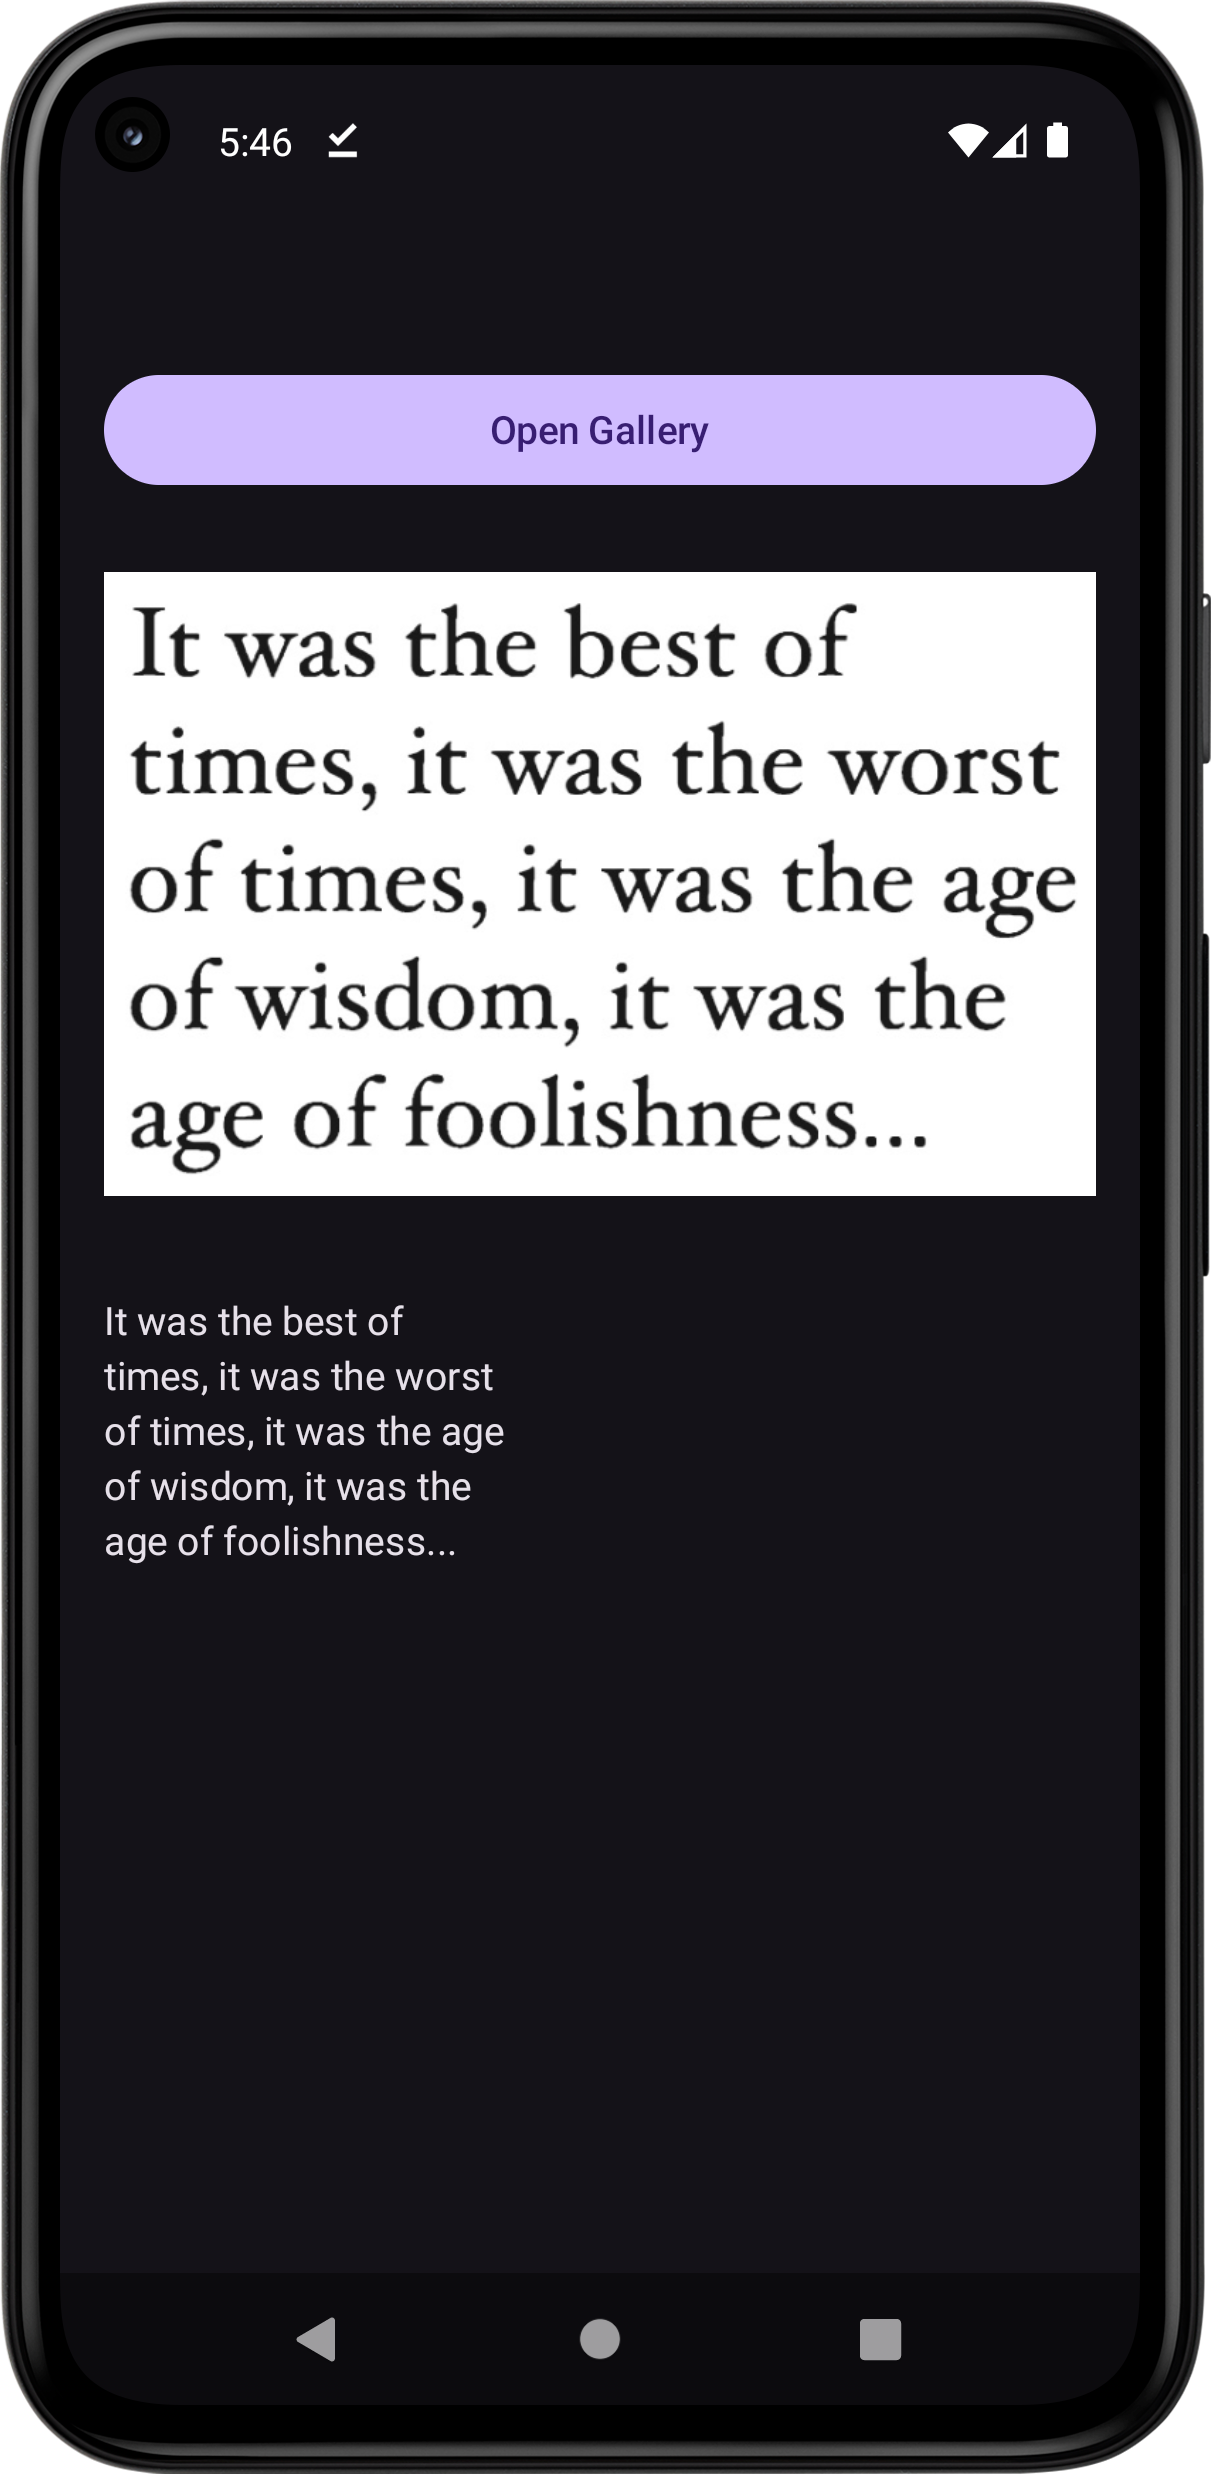 5:46
Open Gallery
It was the best of
times, it was the worst
of times, it was the age
of wisdom, it was the
age of foolishness...
It was the best of
times, it was the worst
of times, it was the age
of wisdom, it was the
age of foolishness...